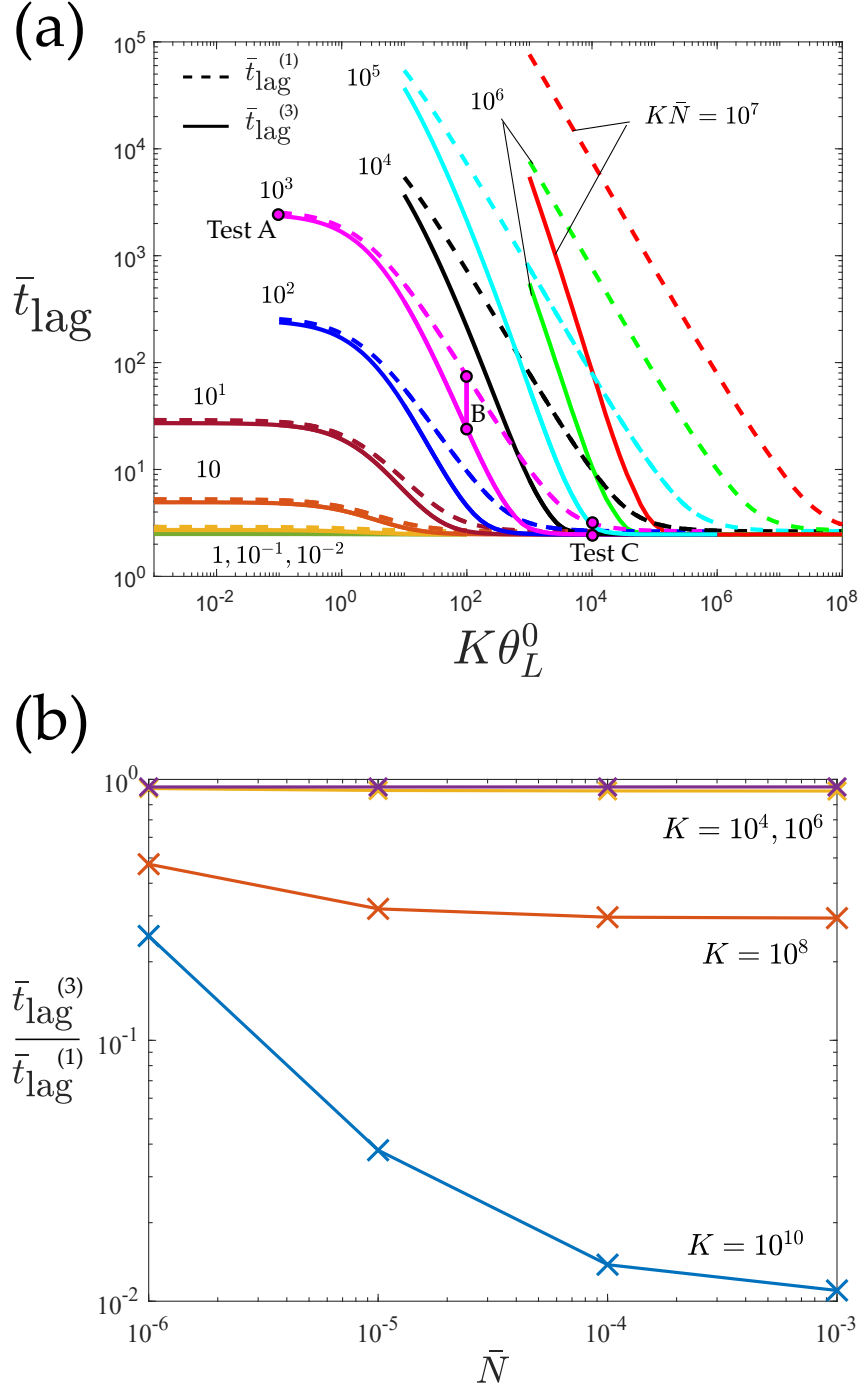 (a)
10^5
10^4
10^3
10^2
10^1
10^0
t̄_lag
t̄_lag^(1)
t̄_lag^(3)
10^5
10^6
KN̄ = 10^7
10^4
10^3
Test A
10^2
B
10^1
10
1, 10^-1, 10^-2
Test C
10^-2 10^0 10^2 10^4 10^6 10^8
Kθ_L^0
(b)
10^0
10^-1
10^-2
K = 10^4, 10^6
K = 10^8
K = 10^10
t̄_lag^(3)
t̄_lag^(1)
10^-6 10^-5 10^-4 10^-3
N̄